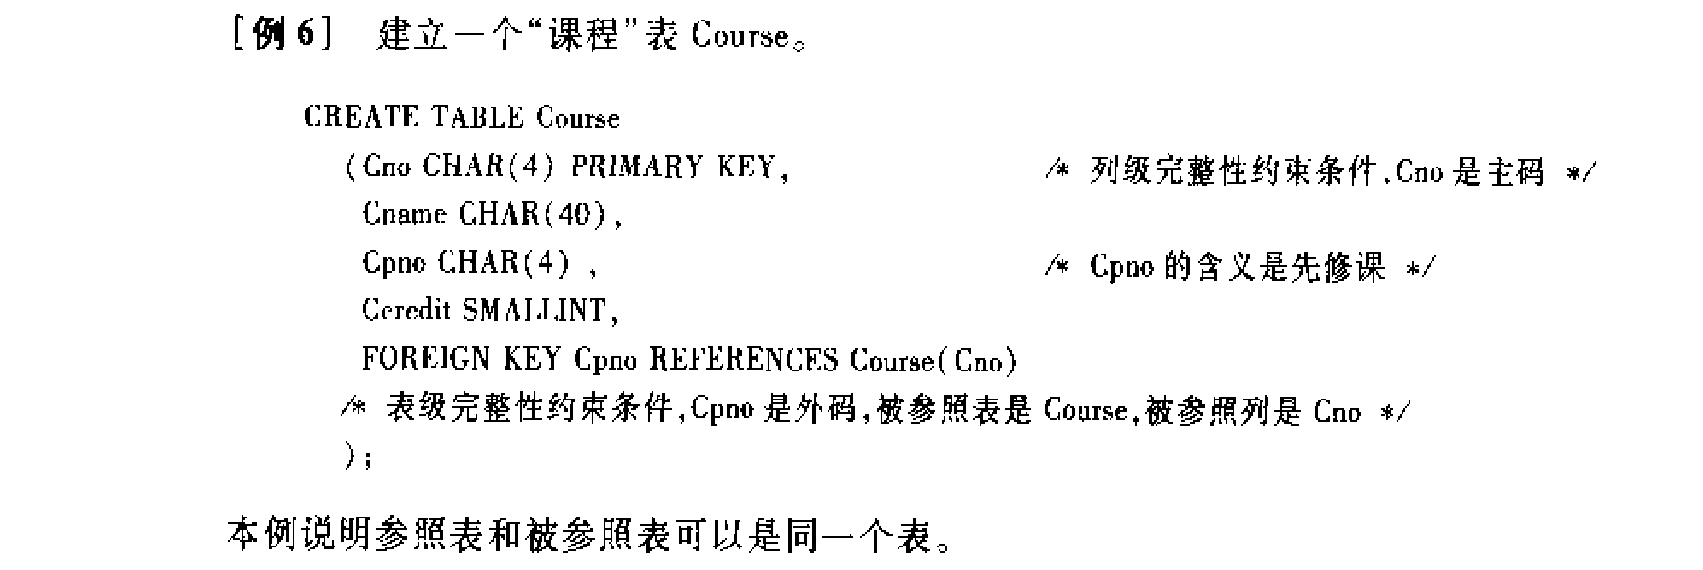 [例6] 建立一个“课程”表 Course。
CREATE TABLE Course
(Cno CHAR(4) PRIMARY KEY, /* 列级完整性约束条件,Cno 是主码 */
Cname CHAR(40),
Cpno CHAR(4) , /* Cpno 的含义是先修课 */
Ccredit SMALLINT,
FOREIGN KEY Cpno REFERENCES Course(Cno)
/* 表级完整性约束条件,Cpno 是外码,被参照表是 Course,被参照列是 Cno */
);
本例说明参照表和被参照表可以是同一个表。